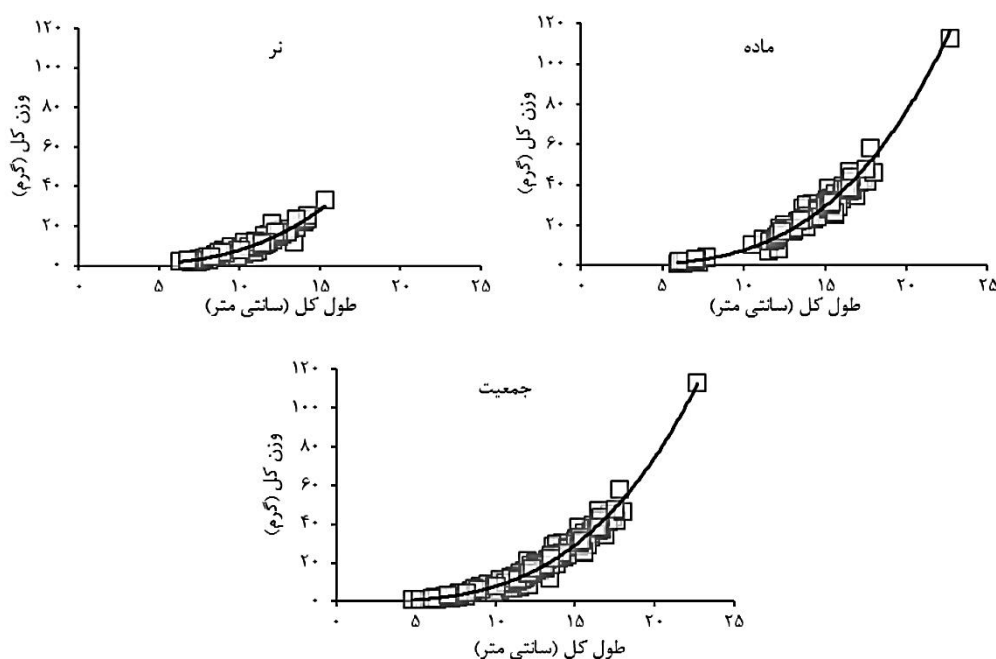 نر
وزن کل (گرم)
۱۲۰
۱۰۰
۸۰
۶۰
۴۰
۲۰
۰
۰ ۵ ۱۰ ۱۵ ۲۰ ۲۵
طول کل (سانتی متر)
ماده
وزن کل (گرم)
۱۲۰
۱۰۰
۸۰
۶۰
۴۰
۲۰
۰
۰ ۵ ۱۰ ۱۵ ۲۰ ۲۵
طول کل (سانتی متر)
جمعیت
وزن کل (گرم)
۱۲۰
۱۰۰
۸۰
۶۰
۴۰
۲۰
۰
۰ ۵ ۱۰ ۱۵ ۲۰ ۲۵
طول کل (سانتی متر)